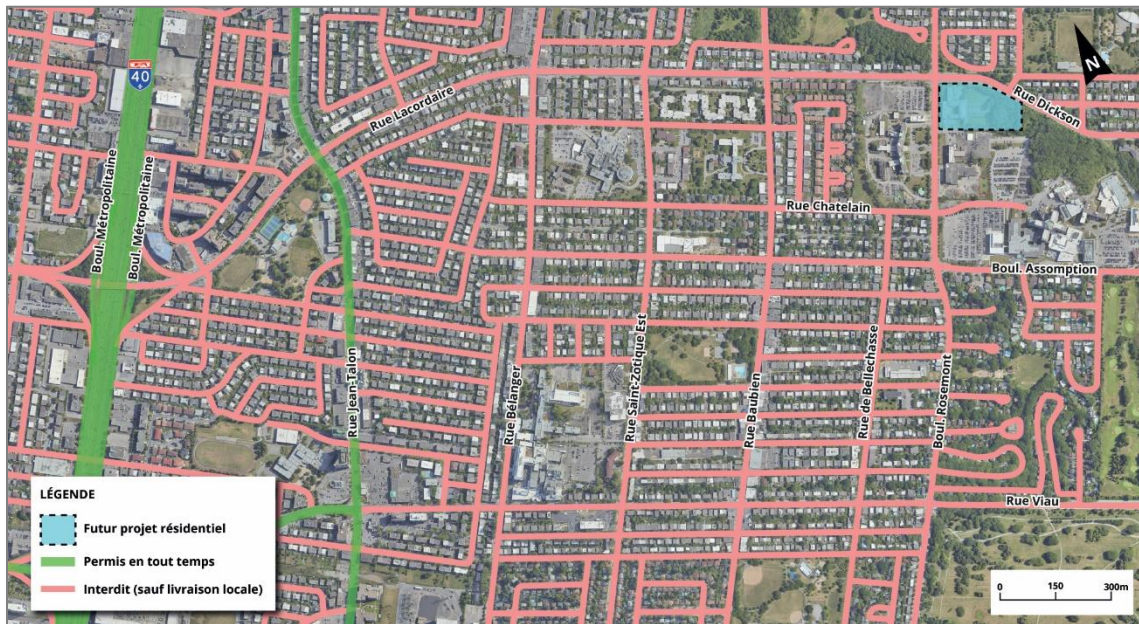 40
Boul. Métropolitaine
Boul. Métropolitaine
Rue Lacordaire
Rue Jean-Talon
Rue Bélanger
Rue Saint-Zotique Est
Rue Baubien
Rue de Bellechasse
Boul. Rosemont
Rue Chatelain
Rue Dickson
Boul. Assomption
Rue Viau
N
LÉGENDE
Futur projet résidentiel
Permis en tout temps
Interdit (sauf livraison locale)
0 150 300m